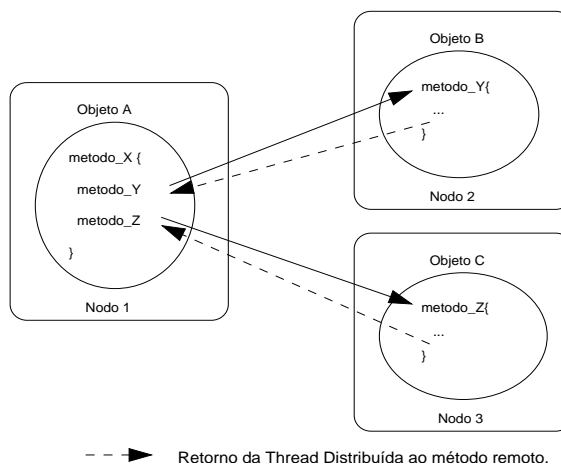 Objeto A
metodo_X {
metodo_Y
metodo_Z
}
Nodo 1
Objeto B
metodo_Y{
...
}
Nodo 2
Objeto C
metodo_Z{
...
}
Nodo 3
Retorno da Thread Distribuída ao método remoto.